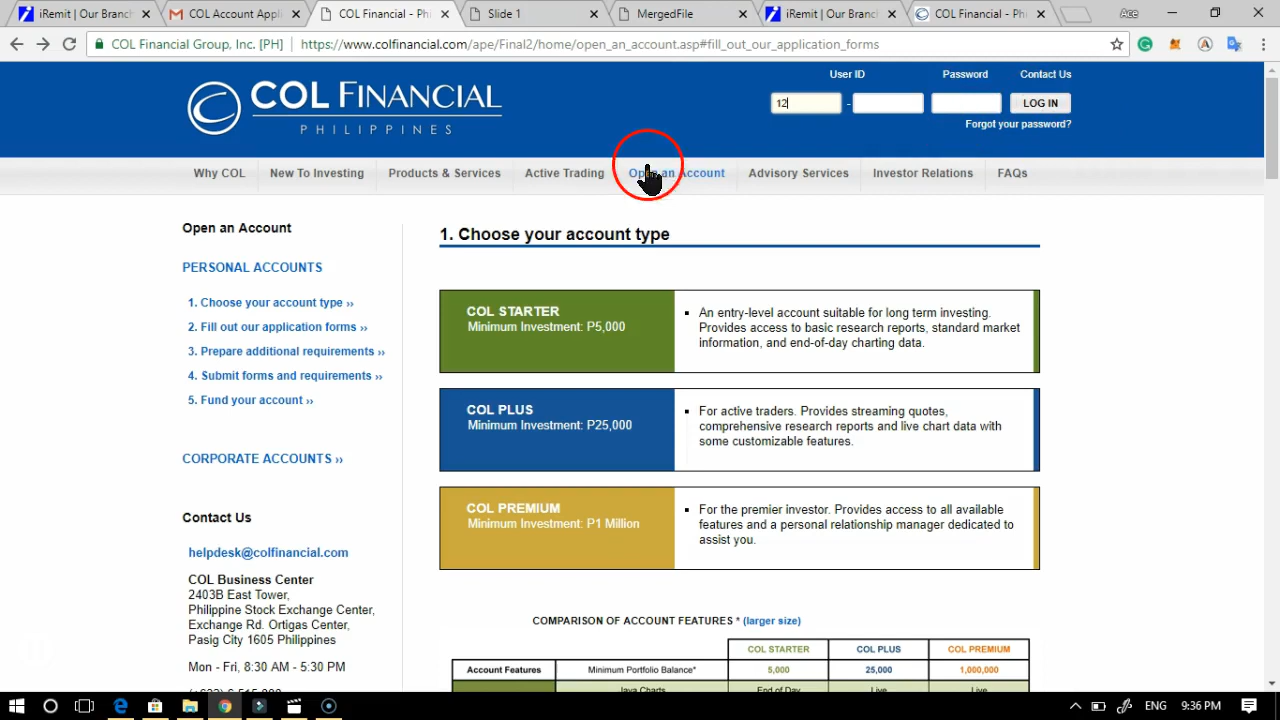 iRemit | Our Branch
COL Account Appli
COL Financial - Phi
Slide 1
MergedFile
iRemit | Our Branch
COL Financial - Phi
Ace
COL Financial Group, Inc. [PH]
https://www.colfinancial.com/ape/Final2/home/open_an_account.asp#fill_out_our_application_forms
COL FINANCIAL
PHILIPPINES
User ID
Password
Contact Us
12
-
LOG IN
Forgot your password?
Why COL
New To Investing
Products & Services
Active Trading
Open an Account
Advisory Services
Investor Relations
FAQs
Open an Account
PERSONAL ACCOUNTS
1. Choose your account type ››
2. Fill out our application forms ››
3. Prepare additional requirements ››
4. Submit forms and requirements ››
5. Fund your account ››
CORPORATE ACCOUNTS ››
Contact Us
helpdesk@colfinancial.com
COL Business Center
2403B East Tower,
Philippine Stock Exchange Center,
Exchange Rd. Ortigas Center,
Pasig City 1605 Philippines
Mon - Fri, 8:30 AM - 5:30 PM
1. Choose your account type
COL STARTER
Minimum Investment: P5,000
An entry-level account suitable for long term investing.
Provides access to basic research reports, standard market
information, and end-of-day charting data.
COL PLUS
Minimum Investment: P25,000
For active traders. Provides streaming quotes,
comprehensive research reports and live chart data with
some customizable features.
COL PREMIUM
Minimum Investment: P1 Million
For the premier investor. Provides access to all available
features and a personal relationship manager dedicated to
assist you.
COMPARISON OF ACCOUNT FEATURES * (larger size)
COL STARTER
COL PLUS
COL PREMIUM
Account Features
Minimum Portfolio Balance*
5,000
25,000
1,000,000
Java Charts
End of Day
Live
Live
ENG
9:36 PM